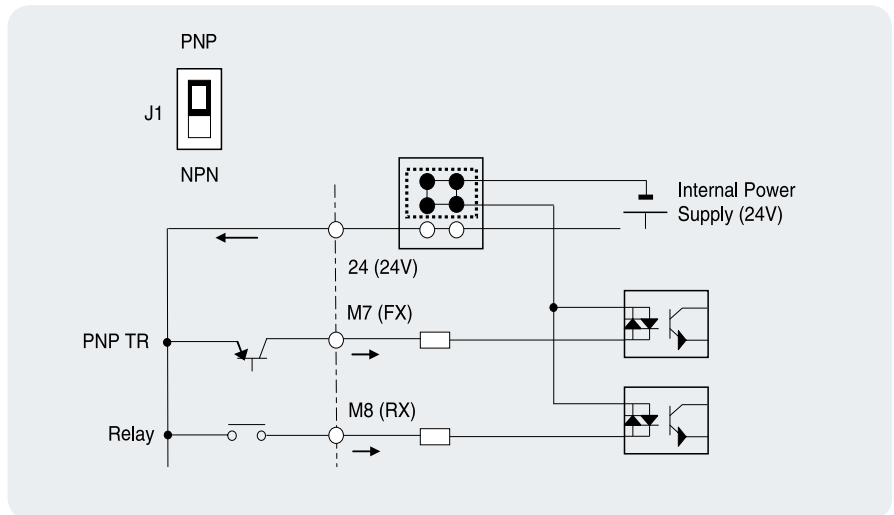 PNP
J1
NPN
Internal Power
Supply (24V)
24 (24V)
M7 (FX)
PNP TR
M8 (RX)
Relay